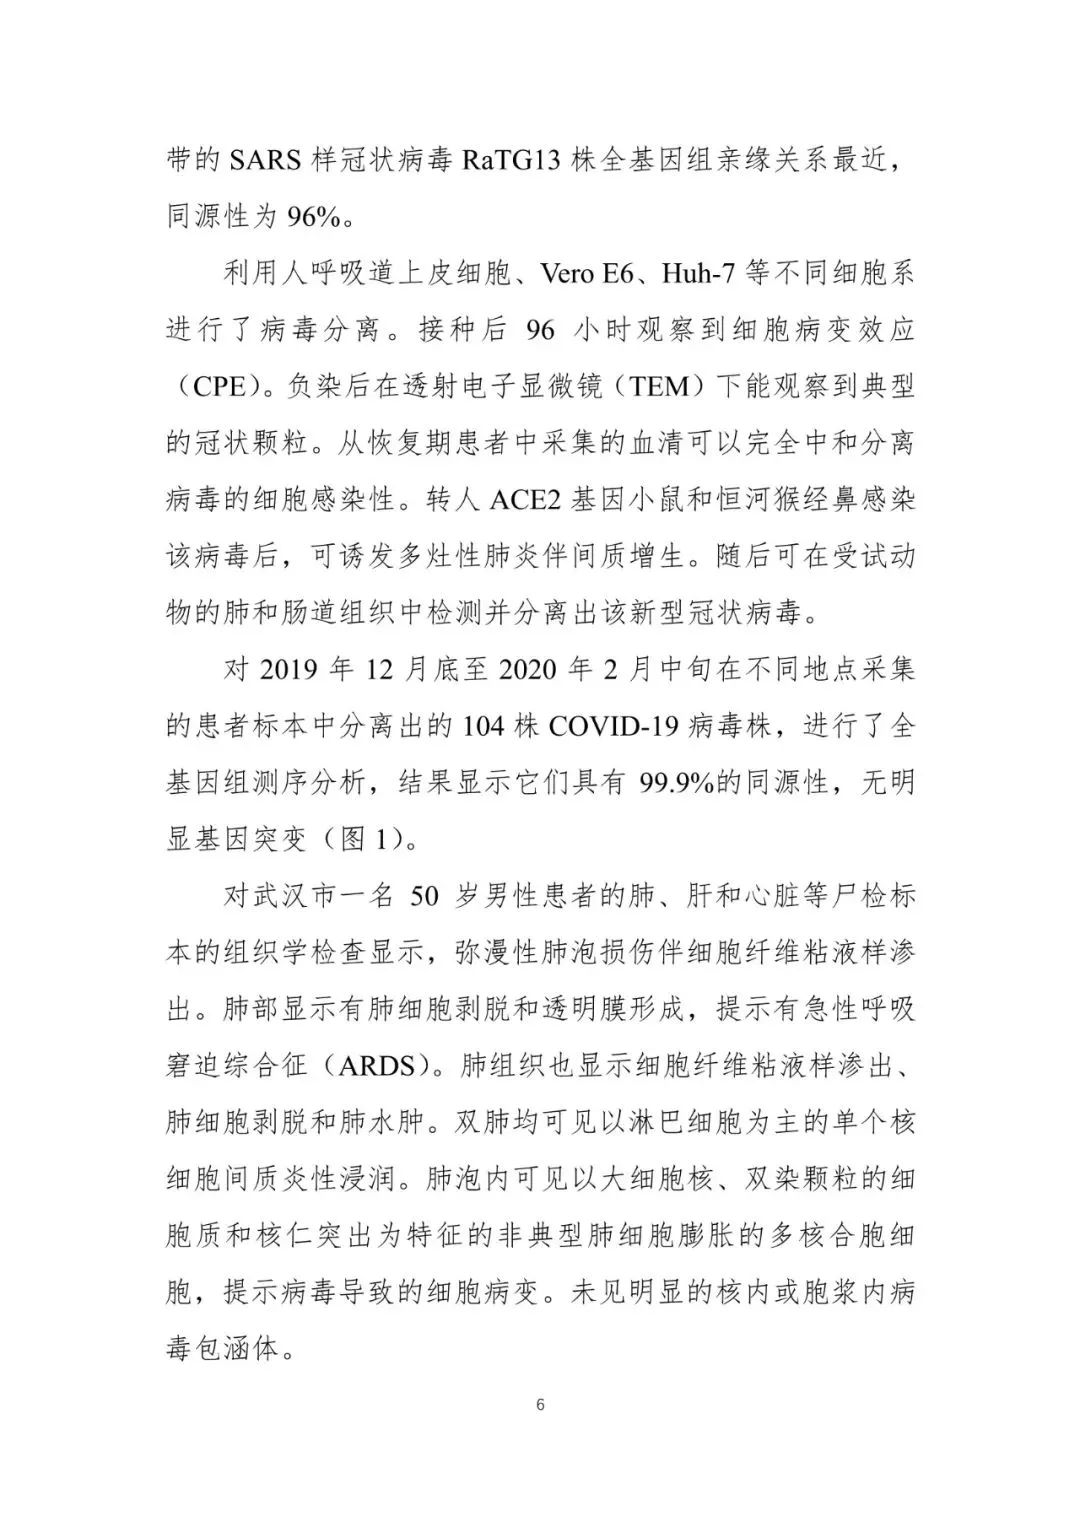 带的 SARS 样冠状病毒 RaTG13 株全基因组亲缘关系最近，
同源性为 96%。
利用人呼吸道上皮细胞、Vero E6、Huh-7 等不同细胞系
进行了病毒分离。接种后 96 小时观察到细胞病变效应
（CPE）。负染后在透射电子显微镜（TEM）下能观察到典型
的冠状颗粒。从恢复期患者中采集的血清可以完全中和分离
病毒的细胞感染性。转人 ACE2 基因小鼠和恒河猴经鼻感染
该病毒后，可诱发多灶性肺炎伴间质增生。随后可在受试动
物的肺和肠道组织中检测并分离出该新型冠状病毒。
对 2019 年 12 月底至 2020 年 2 月中旬在不同地点采集
的患者标本中分离出的 104 株 COVID-19 病毒株，进行了全
基因组测序分析，结果显示它们具有 99.9%的同源性，无明
显基因突变（图 1）。
对武汉市一名 50 岁男性患者的肺、肝和心脏等尸检标
本的组织学检查显示，弥漫性肺泡损伤伴细胞纤维粘液样渗
出。肺部显示有肺细胞剥脱和透明膜形成，提示有急性呼吸
窘迫综合征（ARDS）。肺组织也显示细胞纤维粘液样渗出、
肺细胞剥脱和肺水肿。双肺均可见以淋巴细胞为主的单个核
细胞间质炎性浸润。肺泡内可见以大细胞核、双染颗粒的细
胞质和核仁突出为特征的非典型肺细胞膨胀的多核合胞细
胞，提示病毒导致的细胞病变。未见明显的核内或胞浆内病
毒包涵体。
6